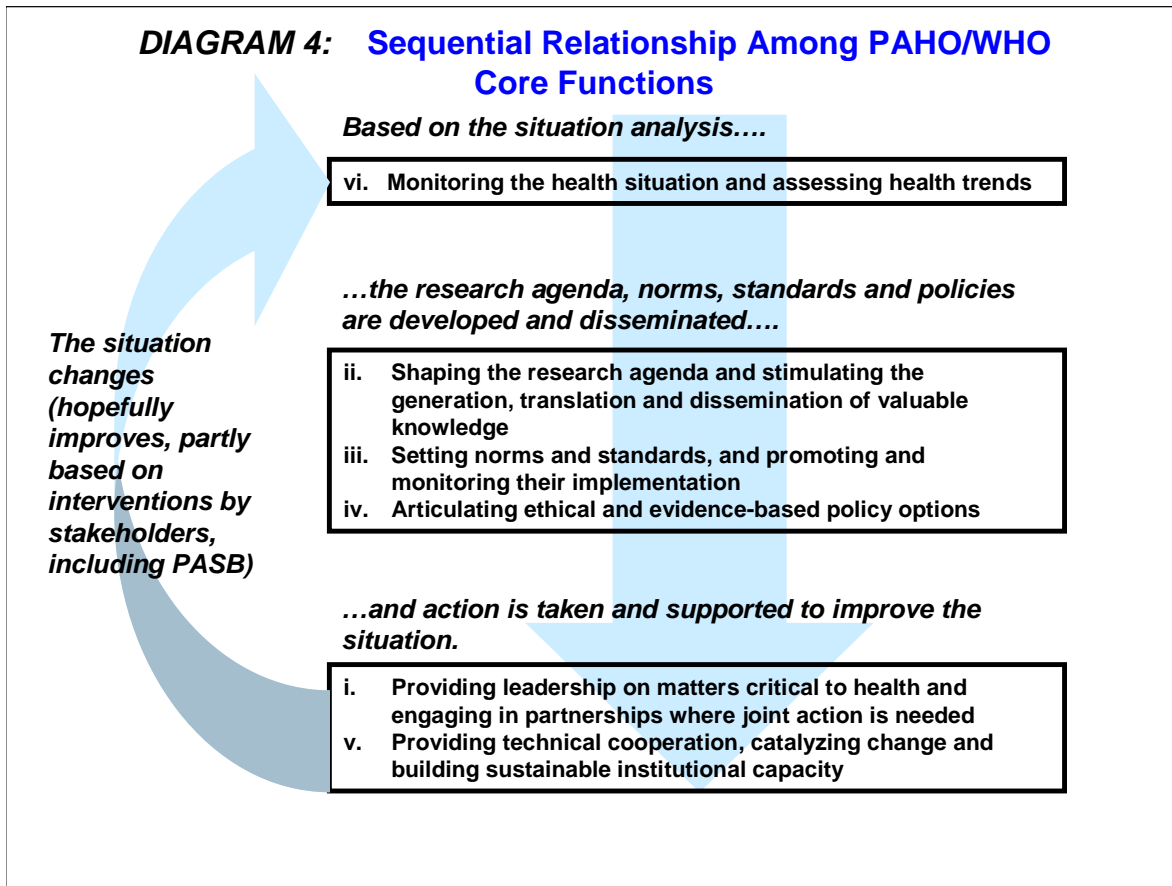 DIAGRAM 4: Sequential Relationship Among PAHO/WHO
Core Functions
Based on the situation analysis….
vi. Monitoring the health situation and assessing health trends
…the research agenda, norms, standards and policies
are developed and disseminated….
ii. Shaping the research agenda and stimulating the
generation, translation and dissemination of valuable
knowledge
iii. Setting norms and standards, and promoting and
monitoring their implementation
iv. Articulating ethical and evidence-based policy options
…and action is taken and supported to improve the
situation.
i. Providing leadership on matters critical to health and
engaging in partnerships where joint action is needed
v. Providing technical cooperation, catalyzing change and
building sustainable institutional capacity
The situation
changes
(hopefully
improves, partly
based on
interventions by
stakeholders,
including PASB)